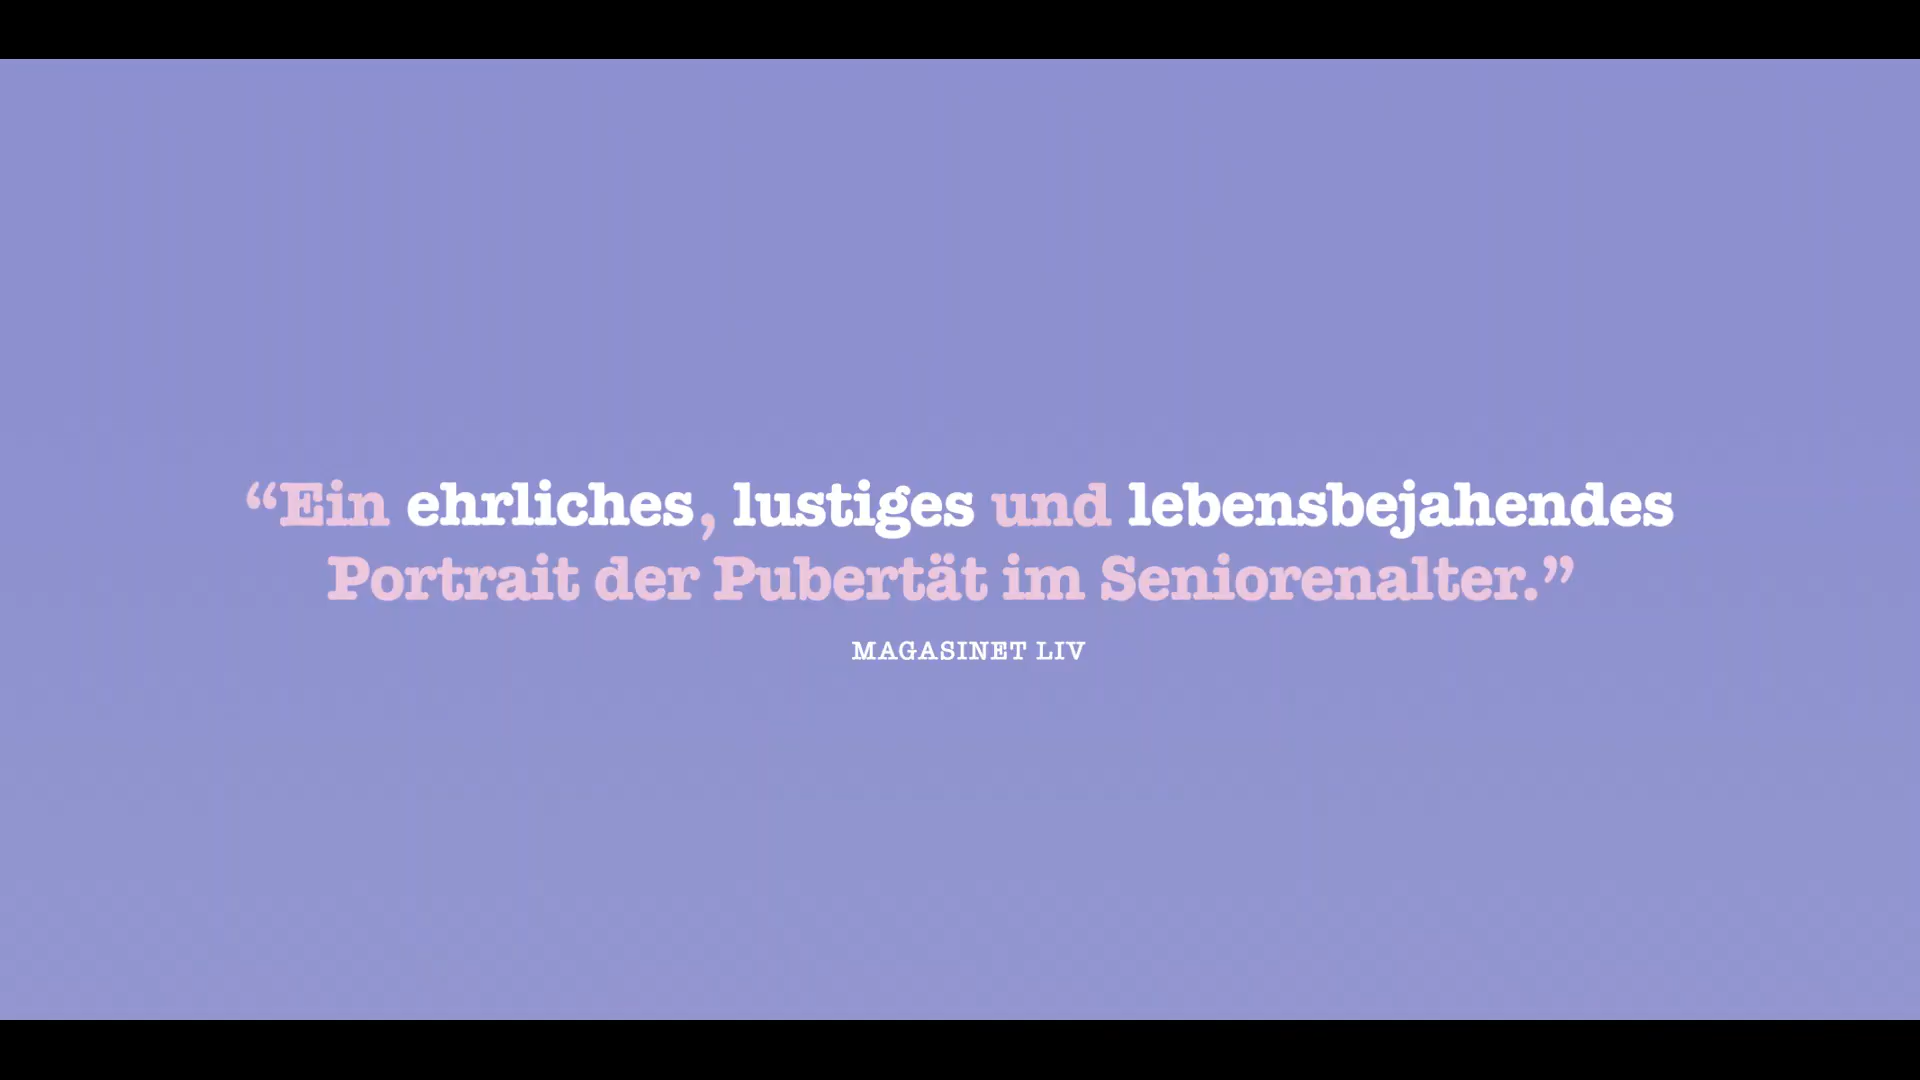 “Ein ehrliches, lustiges und lebensbejahendes
Portrait der Pubertät im Seniorenalter.”
MAGASINET LIV